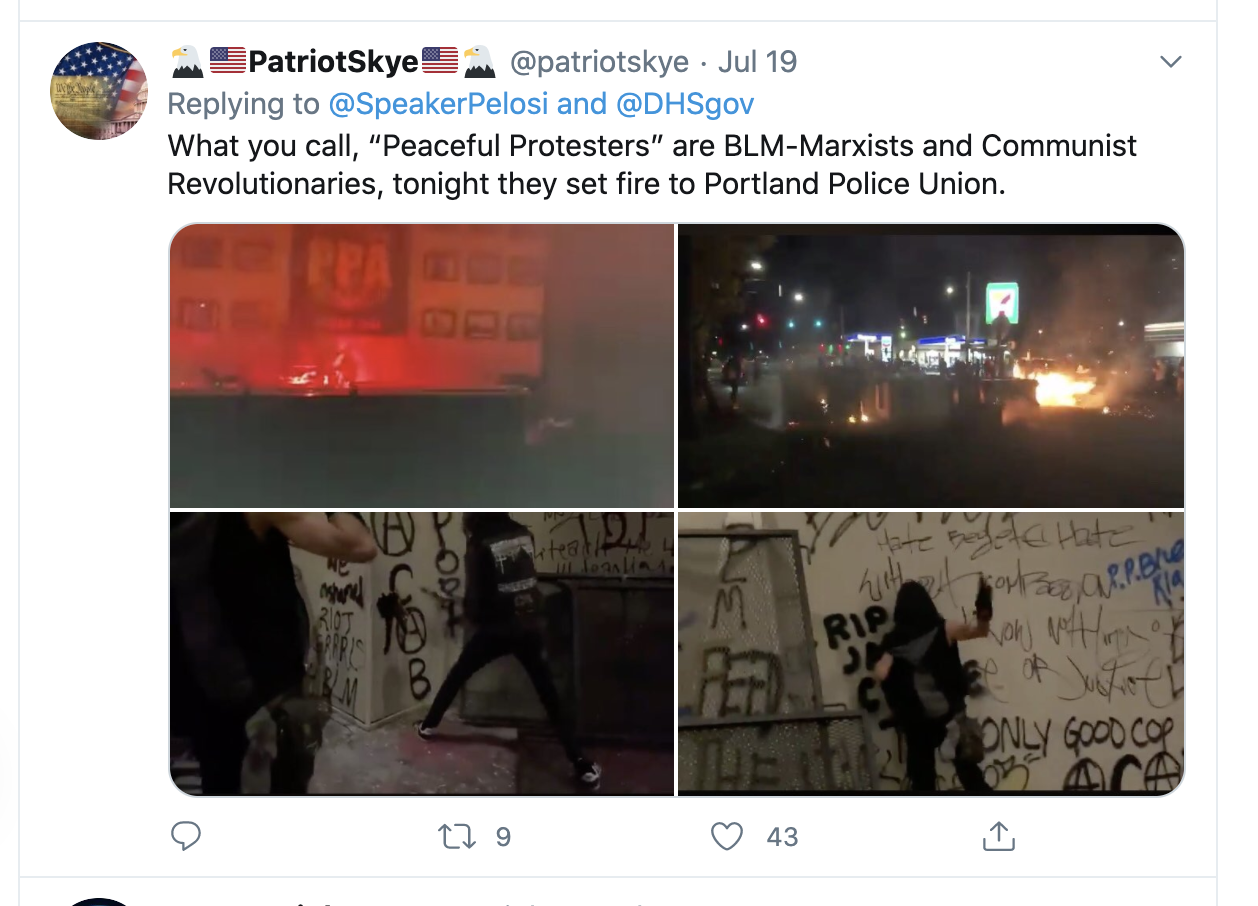 PatriotSkye @patriotskye · Jul 19
Replying to @SpeakerPelosi and @DHSgov
What you call, “Peaceful Protesters” are BLM-Marxists and Communist
Revolutionaries, tonight they set fire to Portland Police Union.
PPA
RIOT
BLM
B
Hate Begets Hate
RIP
OR
ONLY GOOD COP
ACA
9
43